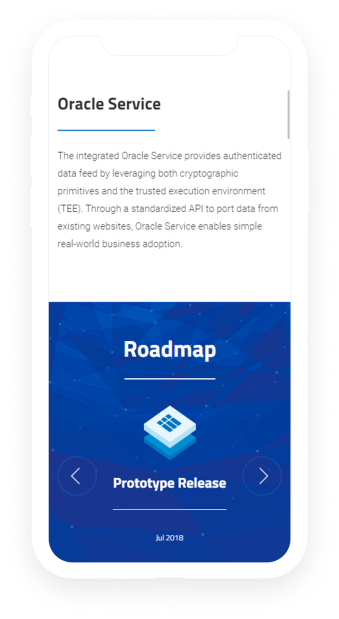 Oracle Service
The integrated Oracle Service provides authenticated
data feed by leveraging both cryptographic
primitives and the trusted execution environment
(TEE). Through a standardized API to port data from
existing websites, Oracle Service enables simple
real-world business adoption.
Roadmap
Prototype Release
Jul 2018